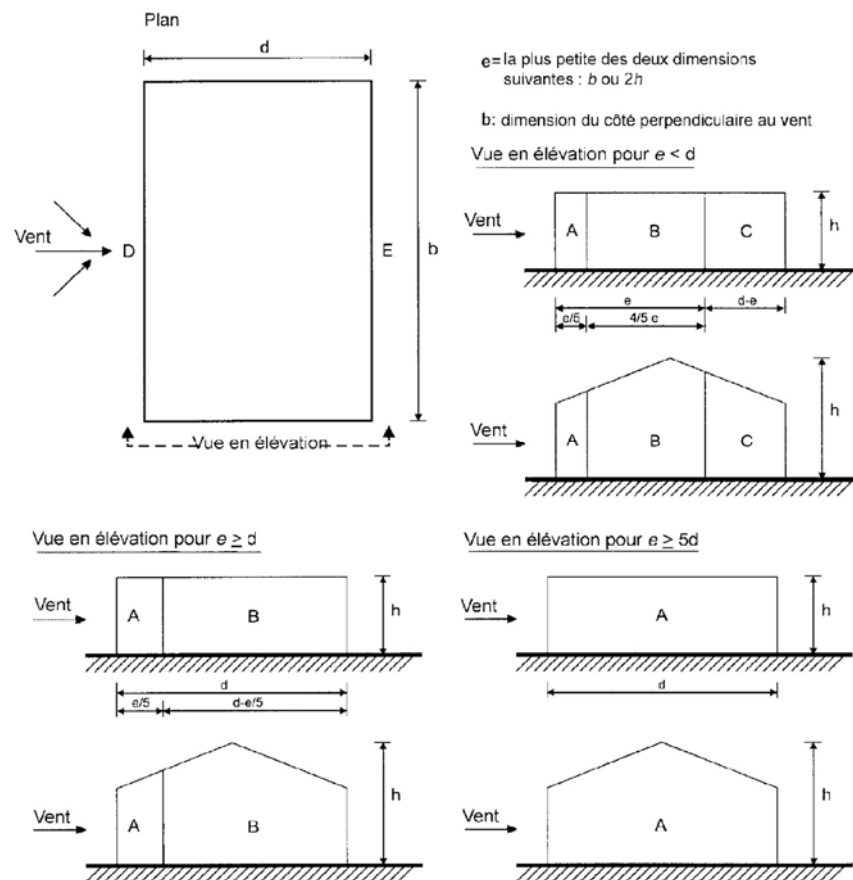 Plan
d
e= la plus petite des deux dimensions
suivantes : b ou 2h
b: dimension du côté perpendiculaire au vent
Vent
D
E
b
Vue en élévation
Vue en élévation pour e < d
Vent
A
B
C
h
e
d-e
e/5
4/5 e
Vent
A
B
C
h
Vue en élévation pour e ≥ d
Vent
A
B
h
d
e/5
d-e/5
Vent
A
B
h
Vue en élévation pour e ≥ 5d
Vent
A
h
d
Vent
A
h